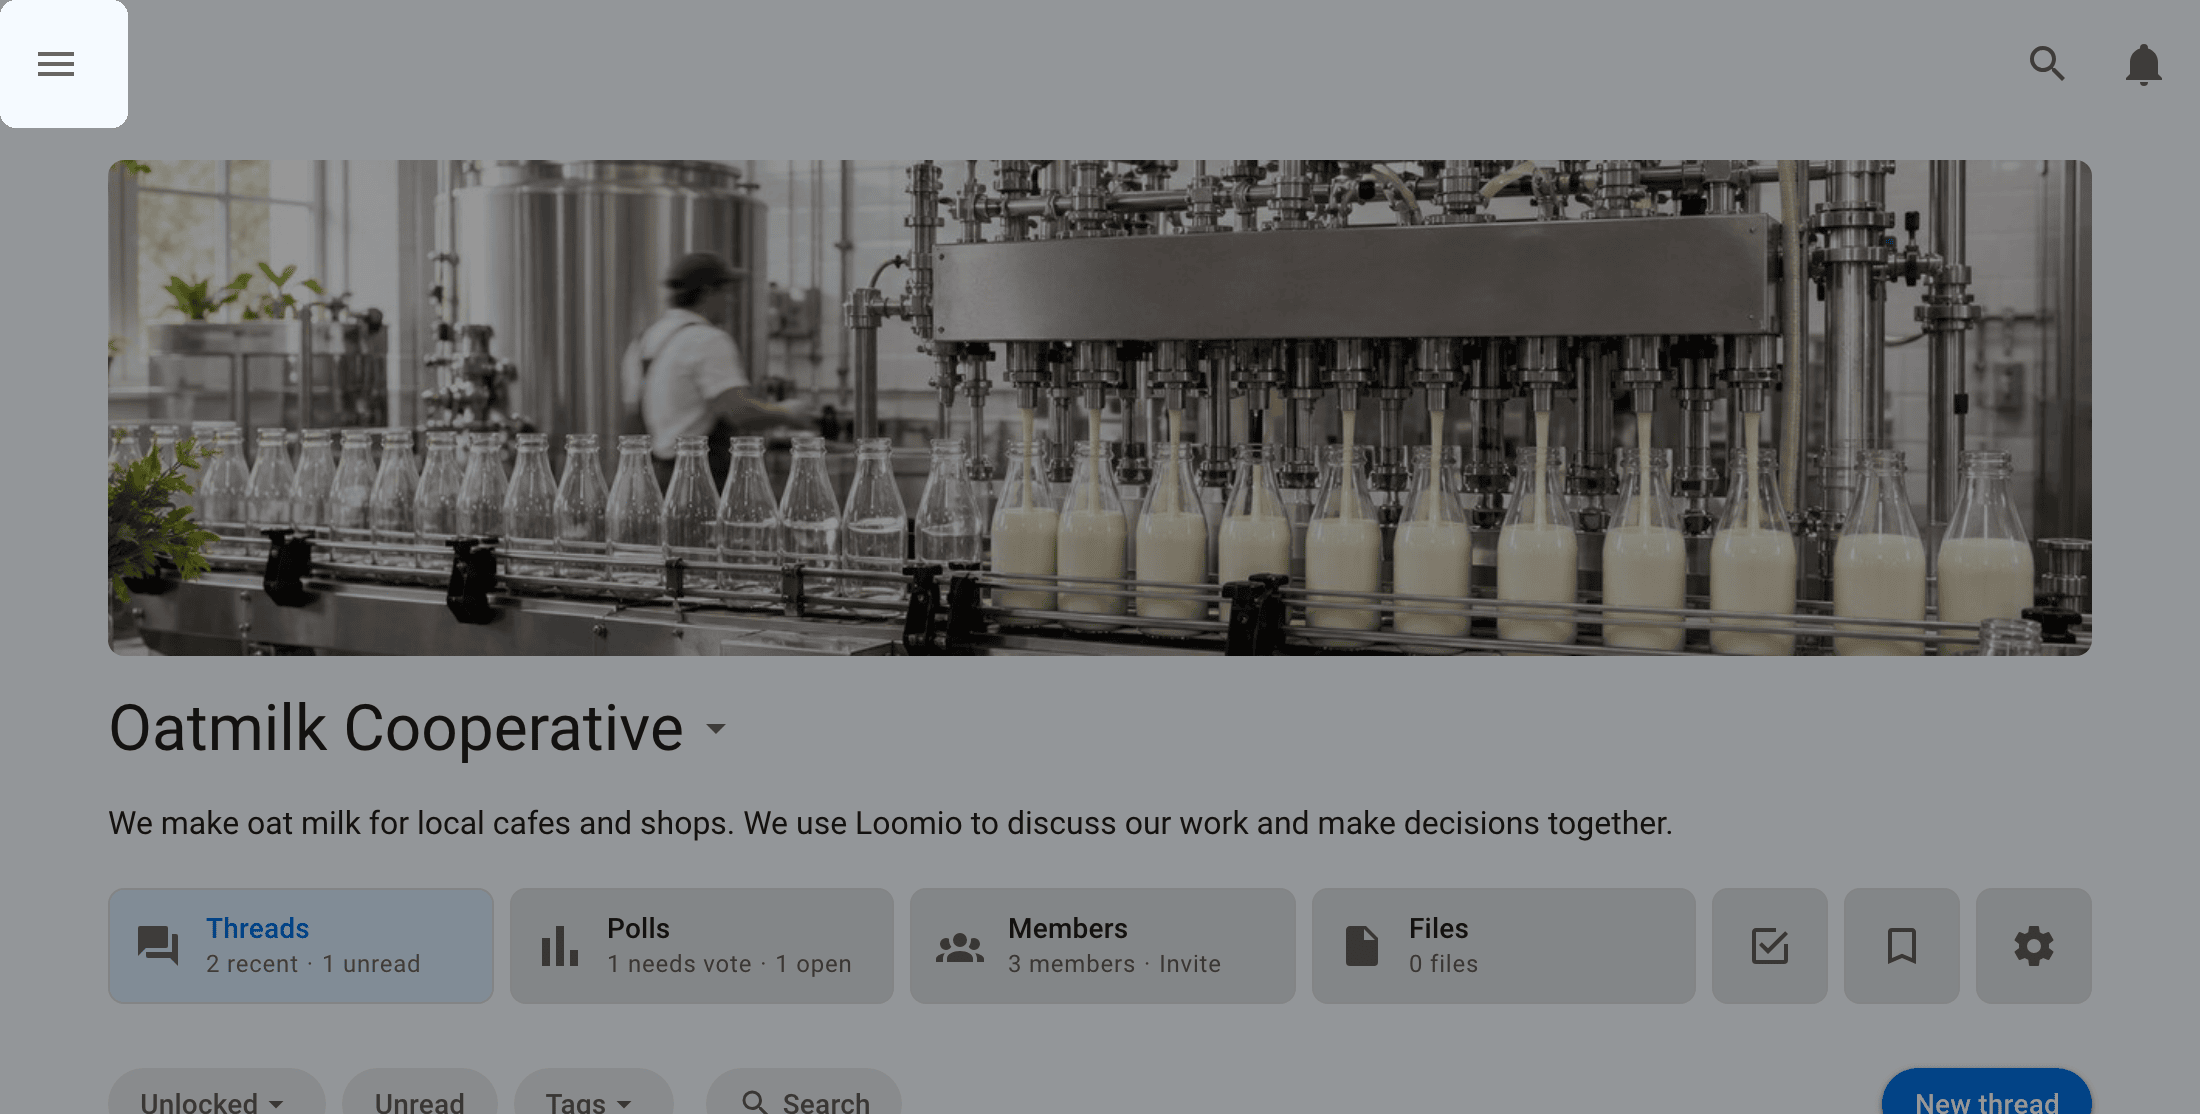 Oatmilk Cooperative
We make oat milk for local cafes and shops. We use Loomio to discuss our work and make decisions together.
Threads
2 recent · 1 unread
Polls
1 needs vote · 1 open
Members
3 members · Invite
Files
0 files
Unlocked
Unread
Tags
Search
New thread